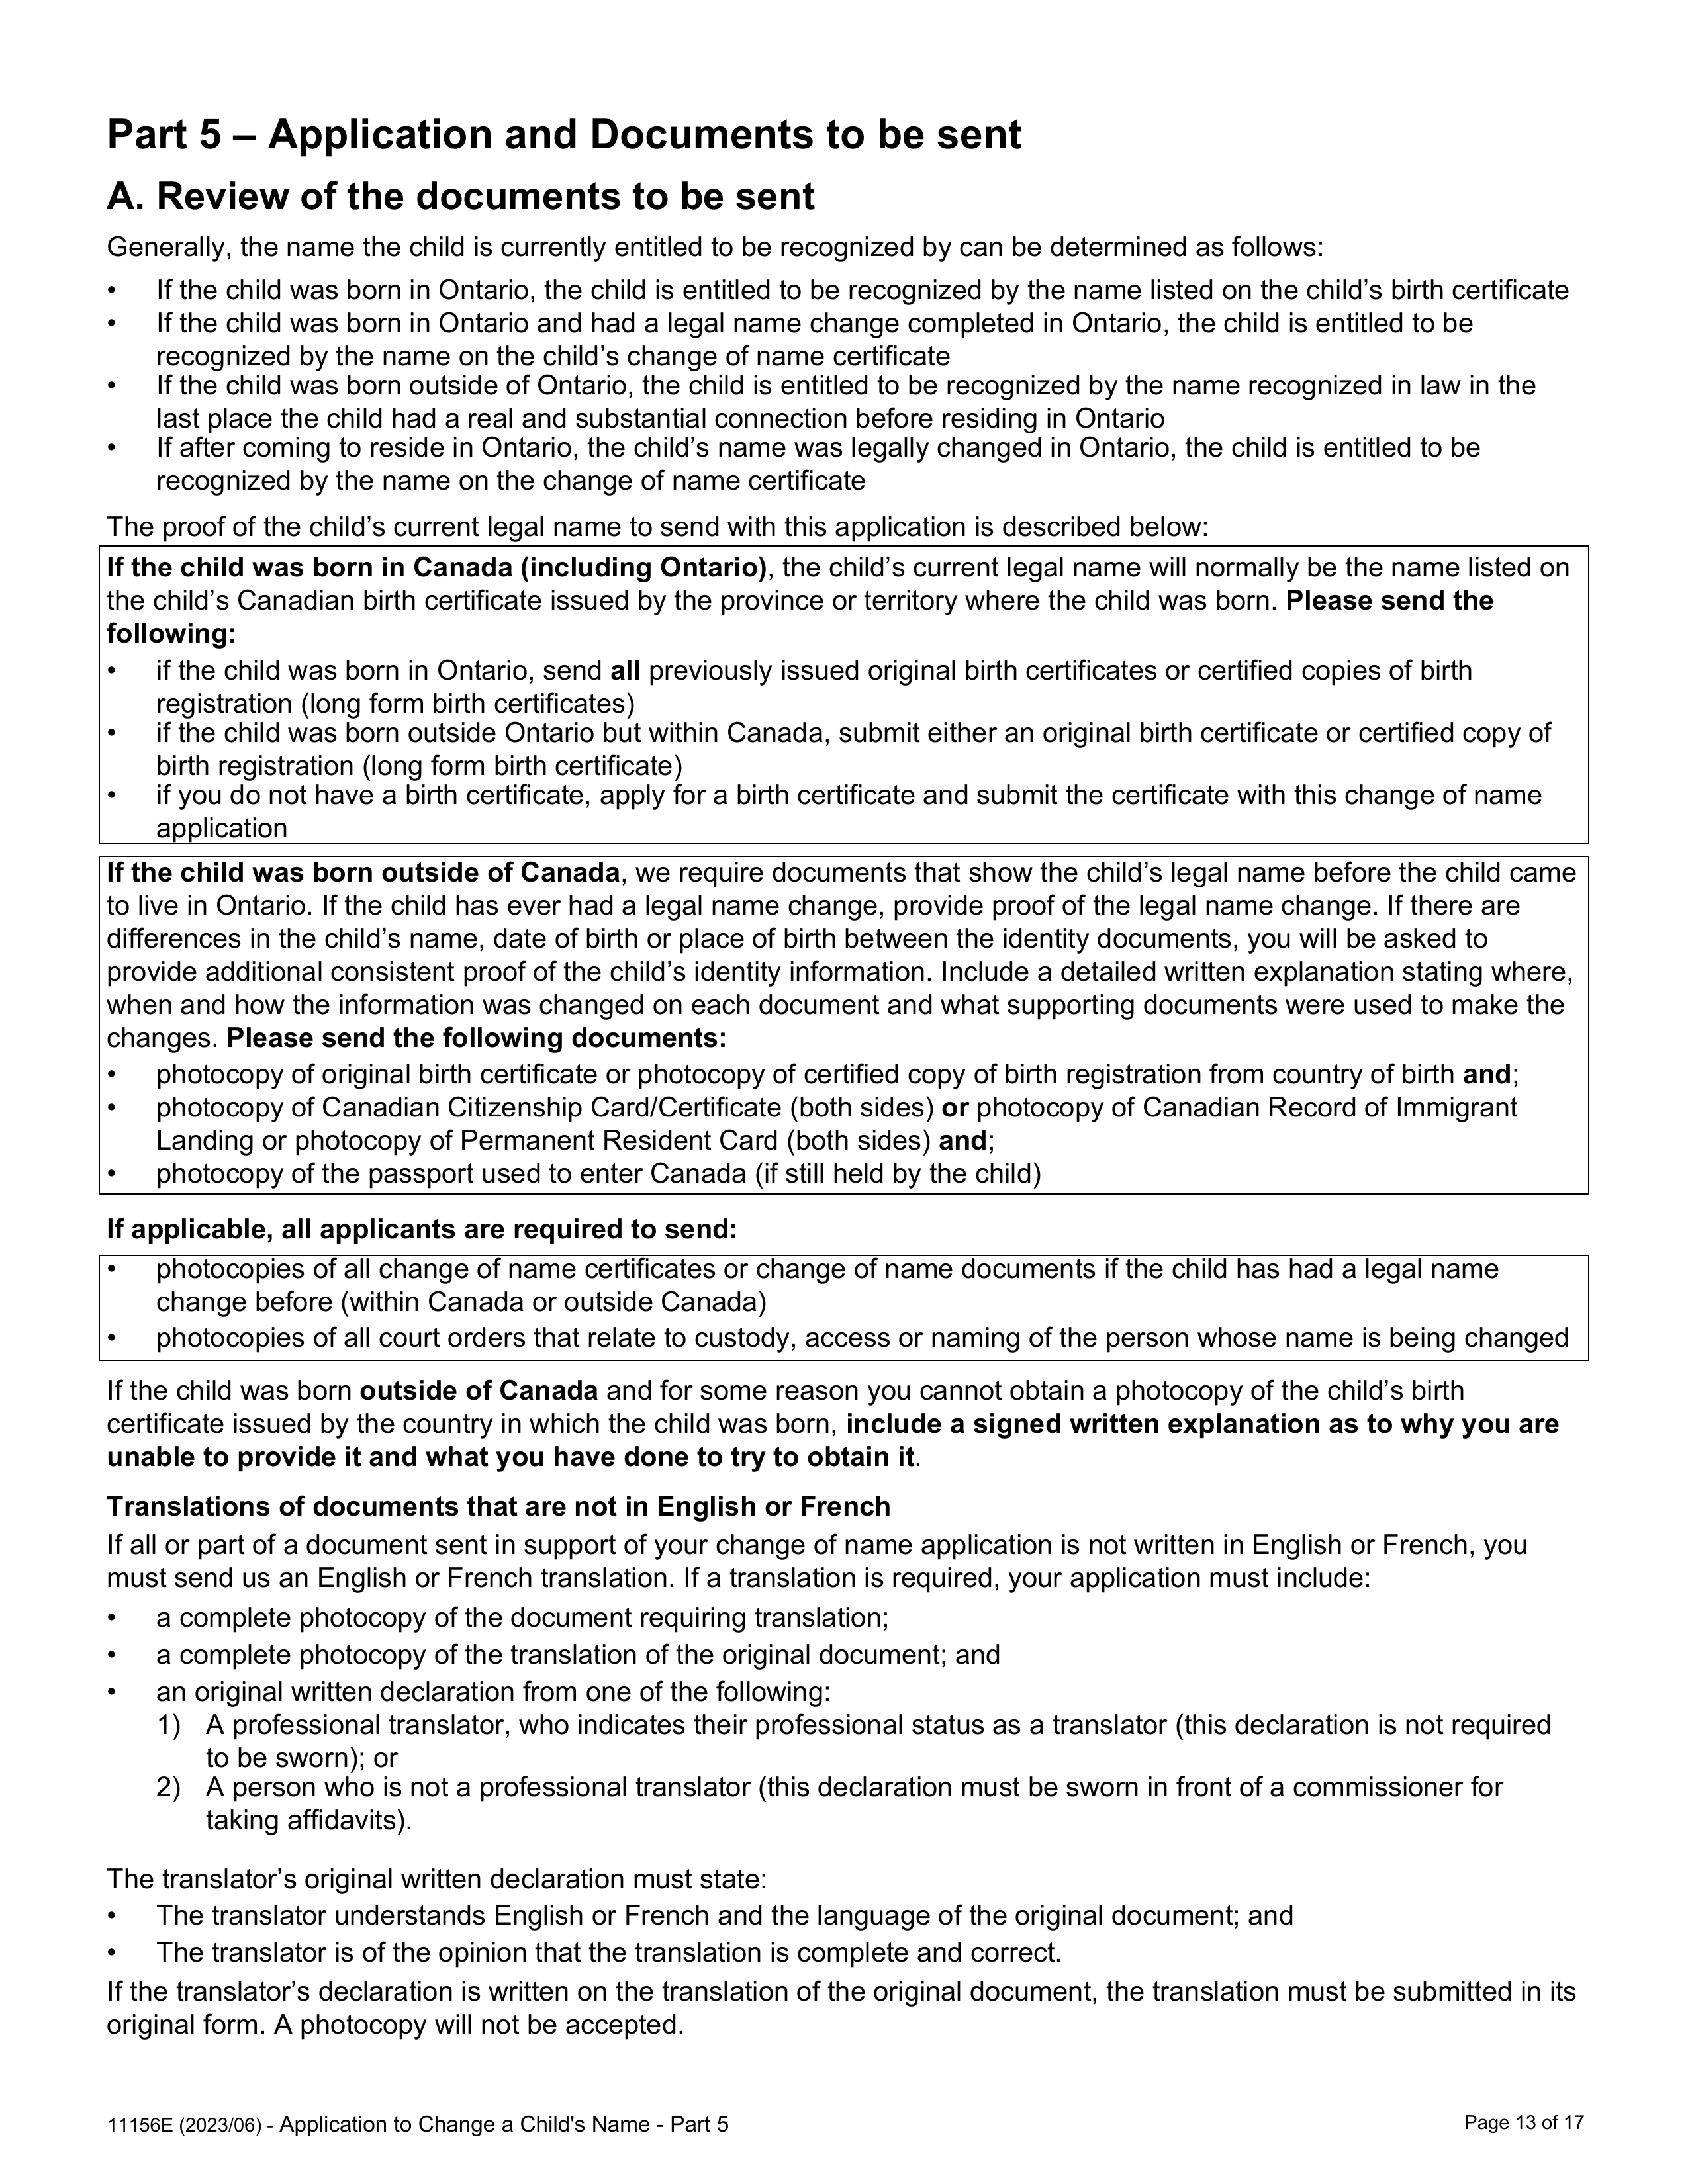 Part 5 – Application and Documents to be sent
A. Review of the documents to be sent
Generally, the name the child is currently entitled to be recognized by can be determined as follows:
• If the child was born in Ontario, the child is entitled to be recognized by the name listed on the child’s birth certificate
• If the child was born in Ontario and had a legal name change completed in Ontario, the child is entitled to be
recognized by the name on the child’s change of name certificate
• If the child was born outside of Ontario, the child is entitled to be recognized by the name recognized in law in the
last place the child had a real and substantial connection before residing in Ontario
• If after coming to reside in Ontario, the child’s name was legally changed in Ontario, the child is entitled to be
recognized by the name on the change of name certificate
The proof of the child’s current legal name to send with this application is described below:
If the child was born in Canada (including Ontario), the child’s current legal name will normally be the name listed on
the child’s Canadian birth certificate issued by the province or territory where the child was born. Please send the
following:
• if the child was born in Ontario, send all previously issued original birth certificates or certified copies of birth
registration (long form birth certificates)
• if the child was born outside Ontario but within Canada, submit either an original birth certificate or certified copy of
birth registration (long form birth certificate)
• if you do not have a birth certificate, apply for a birth certificate and submit the certificate with this change of name
application
If the child was born outside of Canada, we require documents that show the child’s legal name before the child came
to live in Ontario. If the child has ever had a legal name change, provide proof of the legal name change. If there are
differences in the child’s name, date of birth or place of birth between the identity documents, you will be asked to
provide additional consistent proof of the child’s identity information. Include a detailed written explanation stating where,
when and how the information was changed on each document and what supporting documents were used to make the
changes. Please send the following documents:
• photocopy of original birth certificate or photocopy of certified copy of birth registration from country of birth and;
• photocopy of Canadian Citizenship Card/Certificate (both sides) or photocopy of Canadian Record of Immigrant
Landing or photocopy of Permanent Resident Card (both sides) and;
• photocopy of the passport used to enter Canada (if still held by the child)
If applicable, all applicants are required to send:
• photocopies of all change of name certificates or change of name documents if the child has had a legal name
change before (within Canada or outside Canada)
• photocopies of all court orders that relate to custody, access or naming of the person whose name is being changed
If the child was born outside of Canada and for some reason you cannot obtain a photocopy of the child’s birth
certificate issued by the country in which the child was born, include a signed written explanation as to why you are
unable to provide it and what you have done to try to obtain it.
Translations of documents that are not in English or French
If all or part of a document sent in support of your change of name application is not written in English or French, you
must send us an English or French translation. If a translation is required, your application must include:
• a complete photocopy of the document requiring translation;
• a complete photocopy of the translation of the original document; and
• an original written declaration from one of the following:
1) A professional translator, who indicates their professional status as a translator (this declaration is not required
to be sworn); or
2) A person who is not a professional translator (this declaration must be sworn in front of a commissioner for
taking affidavits).
The translator’s original written declaration must state:
• The translator understands English or French and the language of the original document; and
• The translator is of the opinion that the translation is complete and correct.
If the translator’s declaration is written on the translation of the original document, the translation must be submitted in its
original form. A photocopy will not be accepted.
11156E (2023/06) - Application to Change a Child's Name - Part 5
Page 13 of 17